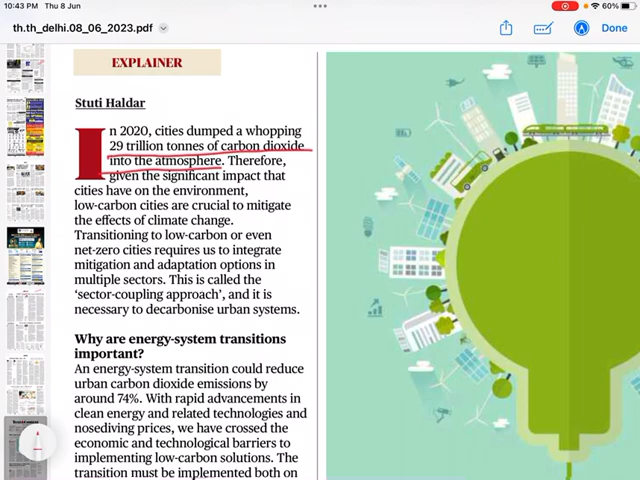 10:43 PM Thu 8 Jun
60%
th.th_delhi.08_06_2023.pdf
Done
EXPLAINER
Stuti Haldar
In 2020, cities dumped a whopping
29 trillion tonnes of carbon dioxide
into the atmosphere. Therefore,
given the significant impact that
cities have on the environment,
low-carbon cities are crucial to mitigate
the effects of climate change.
Transitioning to low-carbon or even
net-zero cities requires us to integrate
mitigation and adaptation options in
multiple sectors. This is called the
‘sector-coupling approach’, and it is
necessary to decarbonise urban systems.
Why are energy-system transitions
important?
An energy-system transition could reduce
urban carbon dioxide emissions by
around 74%. With rapid advancements in
clean energy and related technologies and
nosediving prices, we have crossed the
economic and technological barriers to
implementing low-carbon solutions. The
transition must be implemented both on